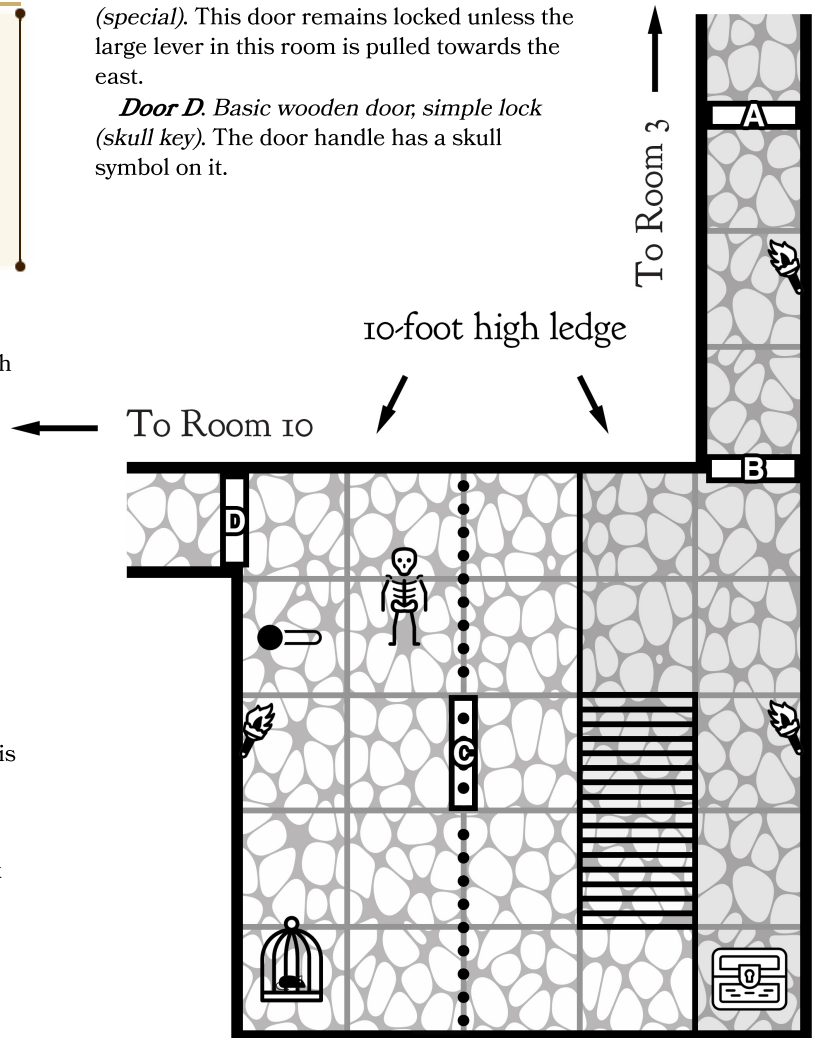 (special). This door remains locked unless the
large lever in this room is pulled towards the
east.
Door D. Basic wooden door, simple lock
(skull key). The door handle has a skull
symbol on it.
To Room 3
A
10-foot high ledge
h
To Room 10
B
D
is
C